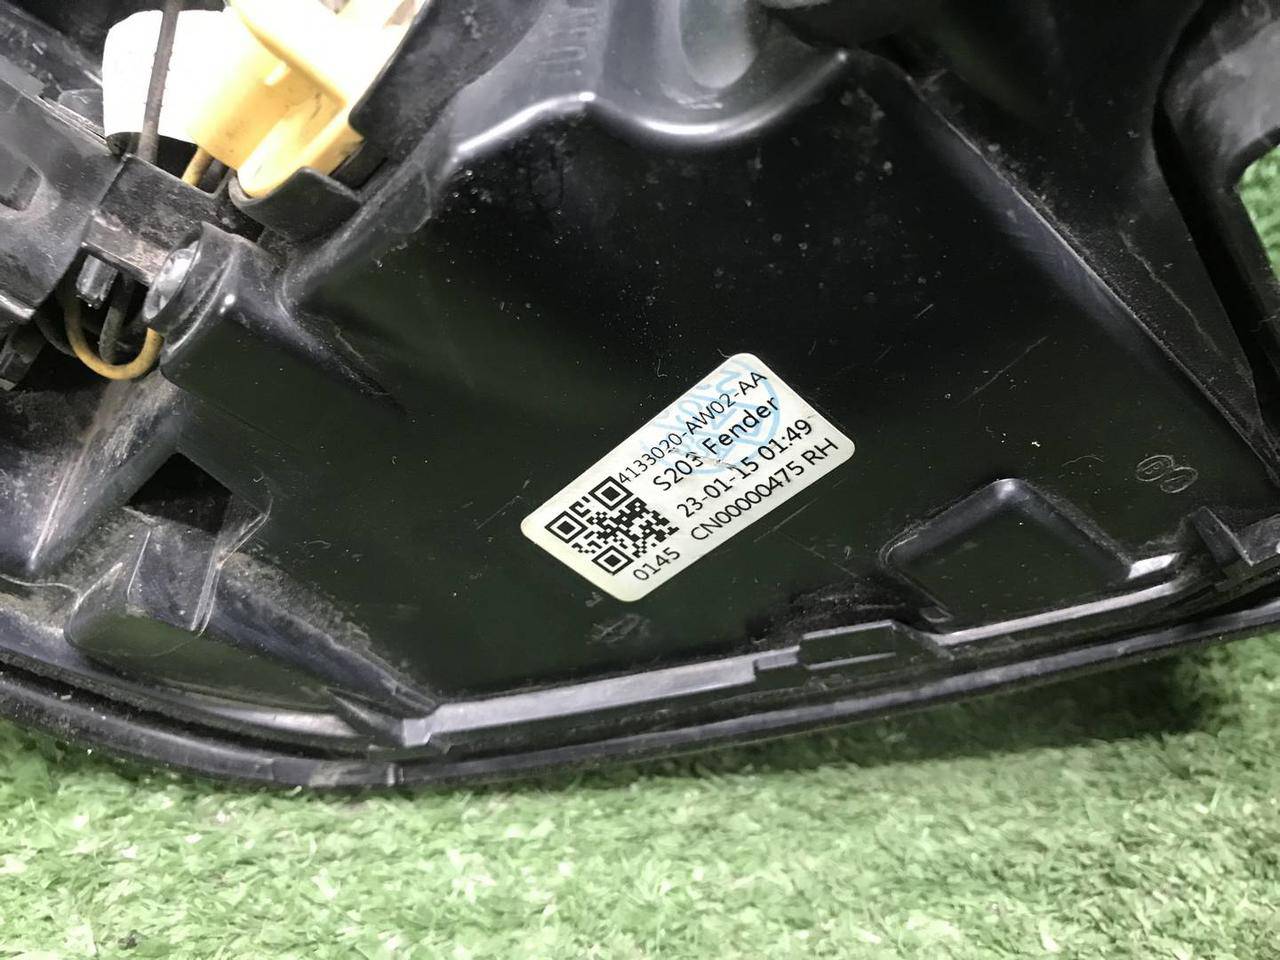 4133020-AW02-AA
S203 Fender
23-01-15 01:49
CN00000475 RH
0145